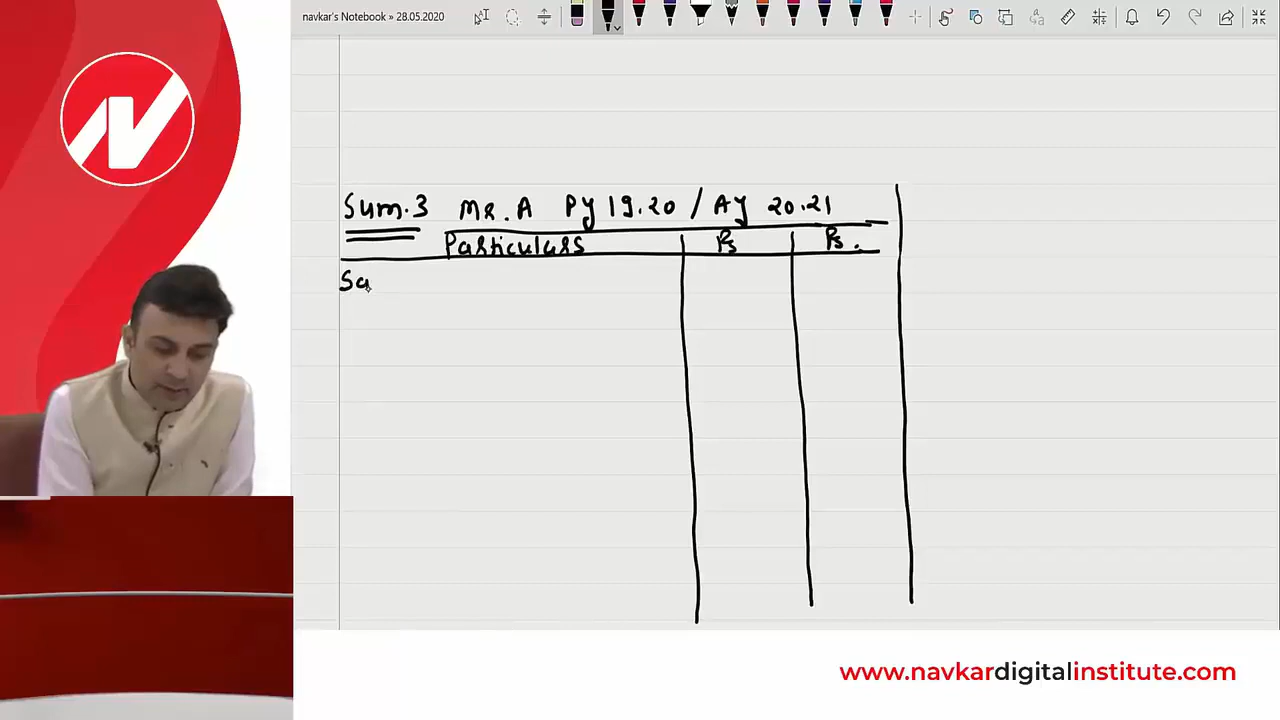 navkar's Notebook » 28.05.2020
Sum.3 Mr. A PY 19.20 / AY 20.21
Particulars Rs Rs.
Sa
www.navkardigitalinstitute.com